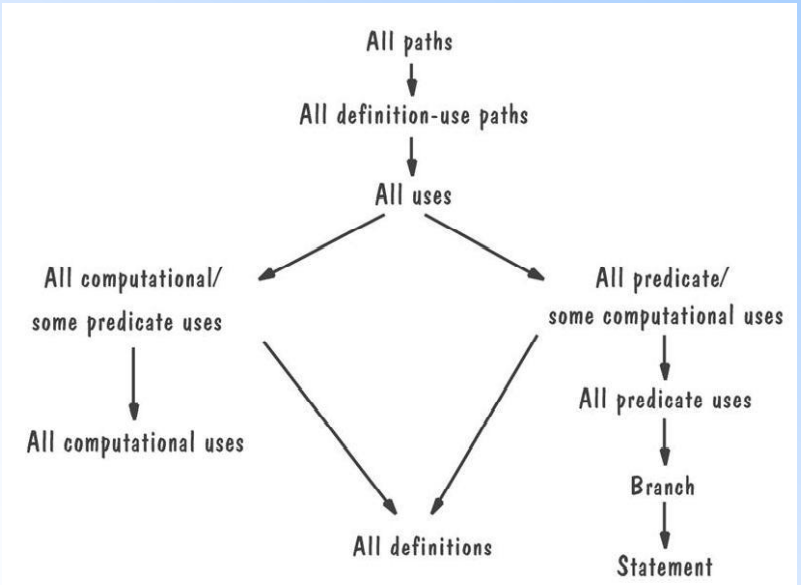 All paths
All definition-use paths
All uses
All computational/
some predicate uses
All predicate/
some computational uses
All computational uses
All predicate uses
Branch
All definitions
Statement